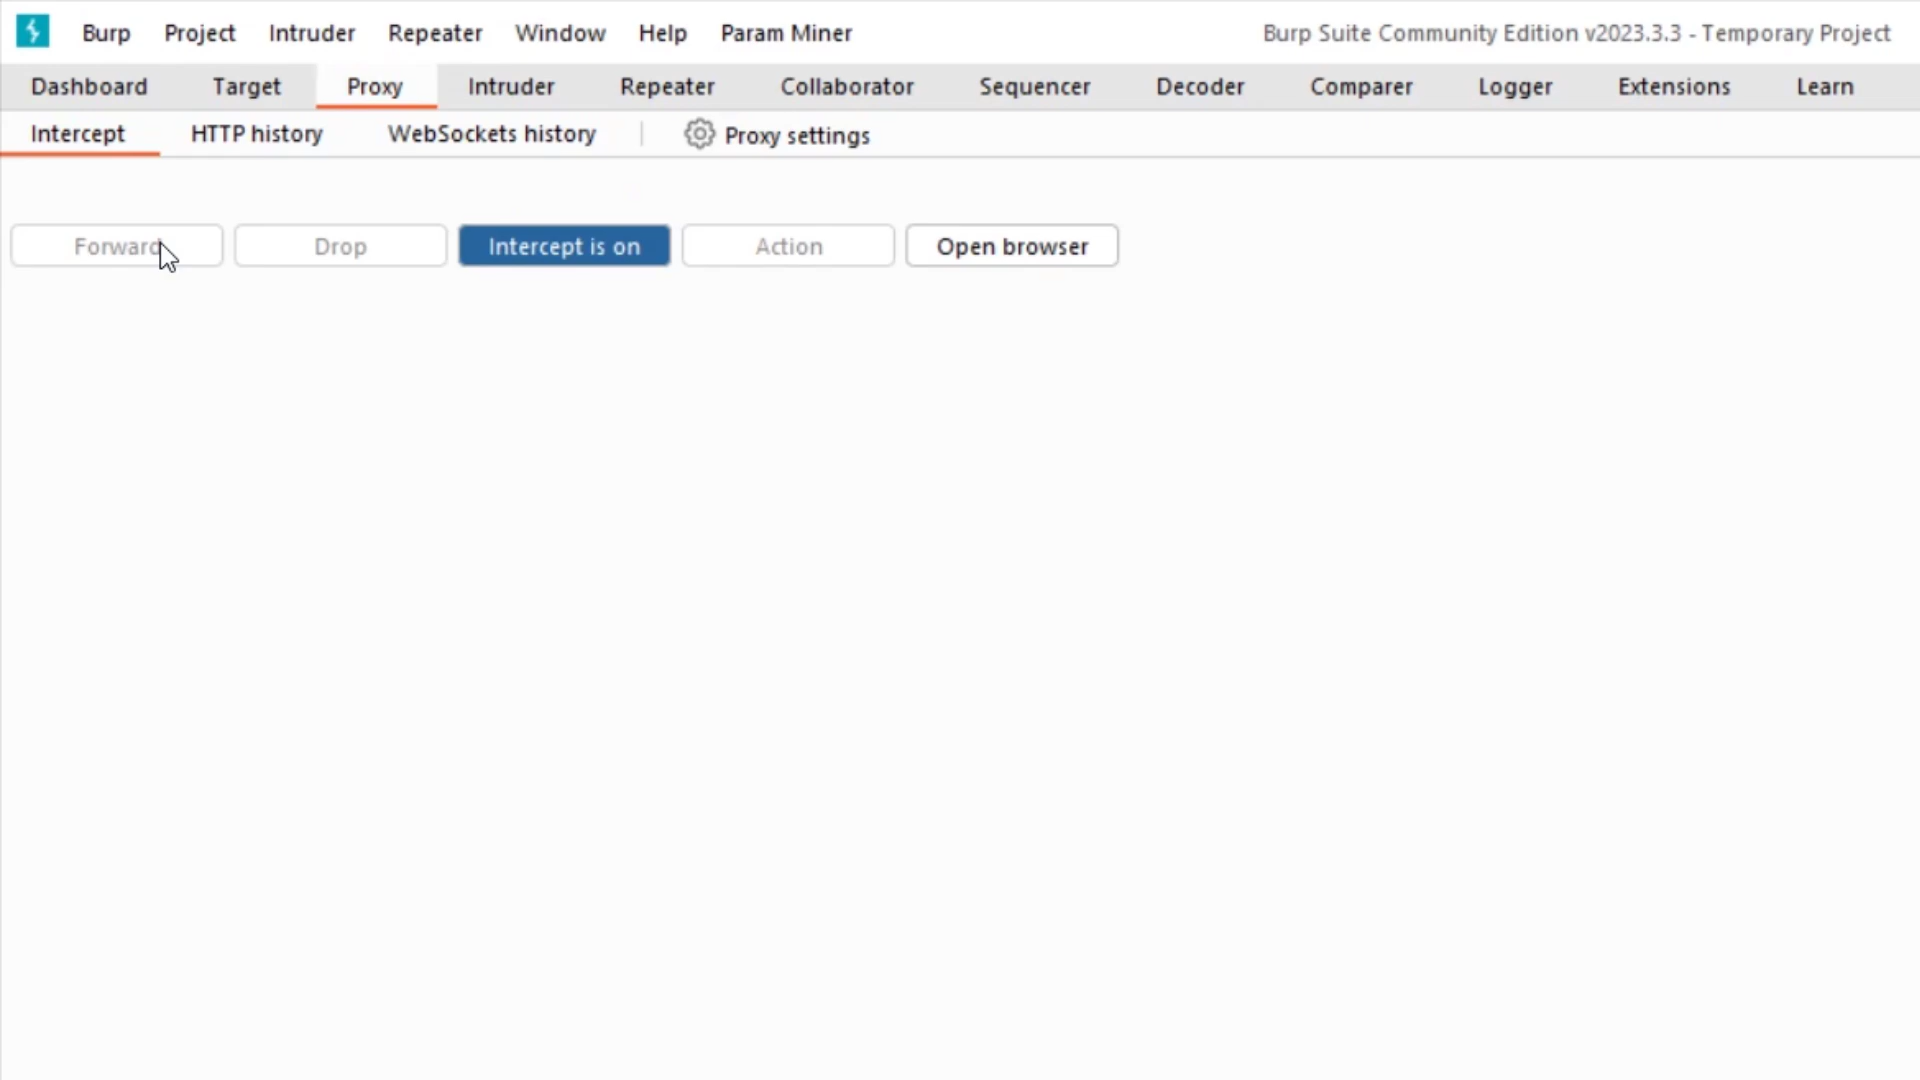 Burp Project Intruder Repeater Window Help Param Miner Burp Suite Community Edition v2023.3.3 - Temporary Project
Dashboard Target Proxy Intruder Repeater Collaborator Sequencer Decoder Comparer Logger Extensions Learn
Intercept HTTP history WebSockets history Proxy settings
Forward Drop Intercept is on Action Open browser